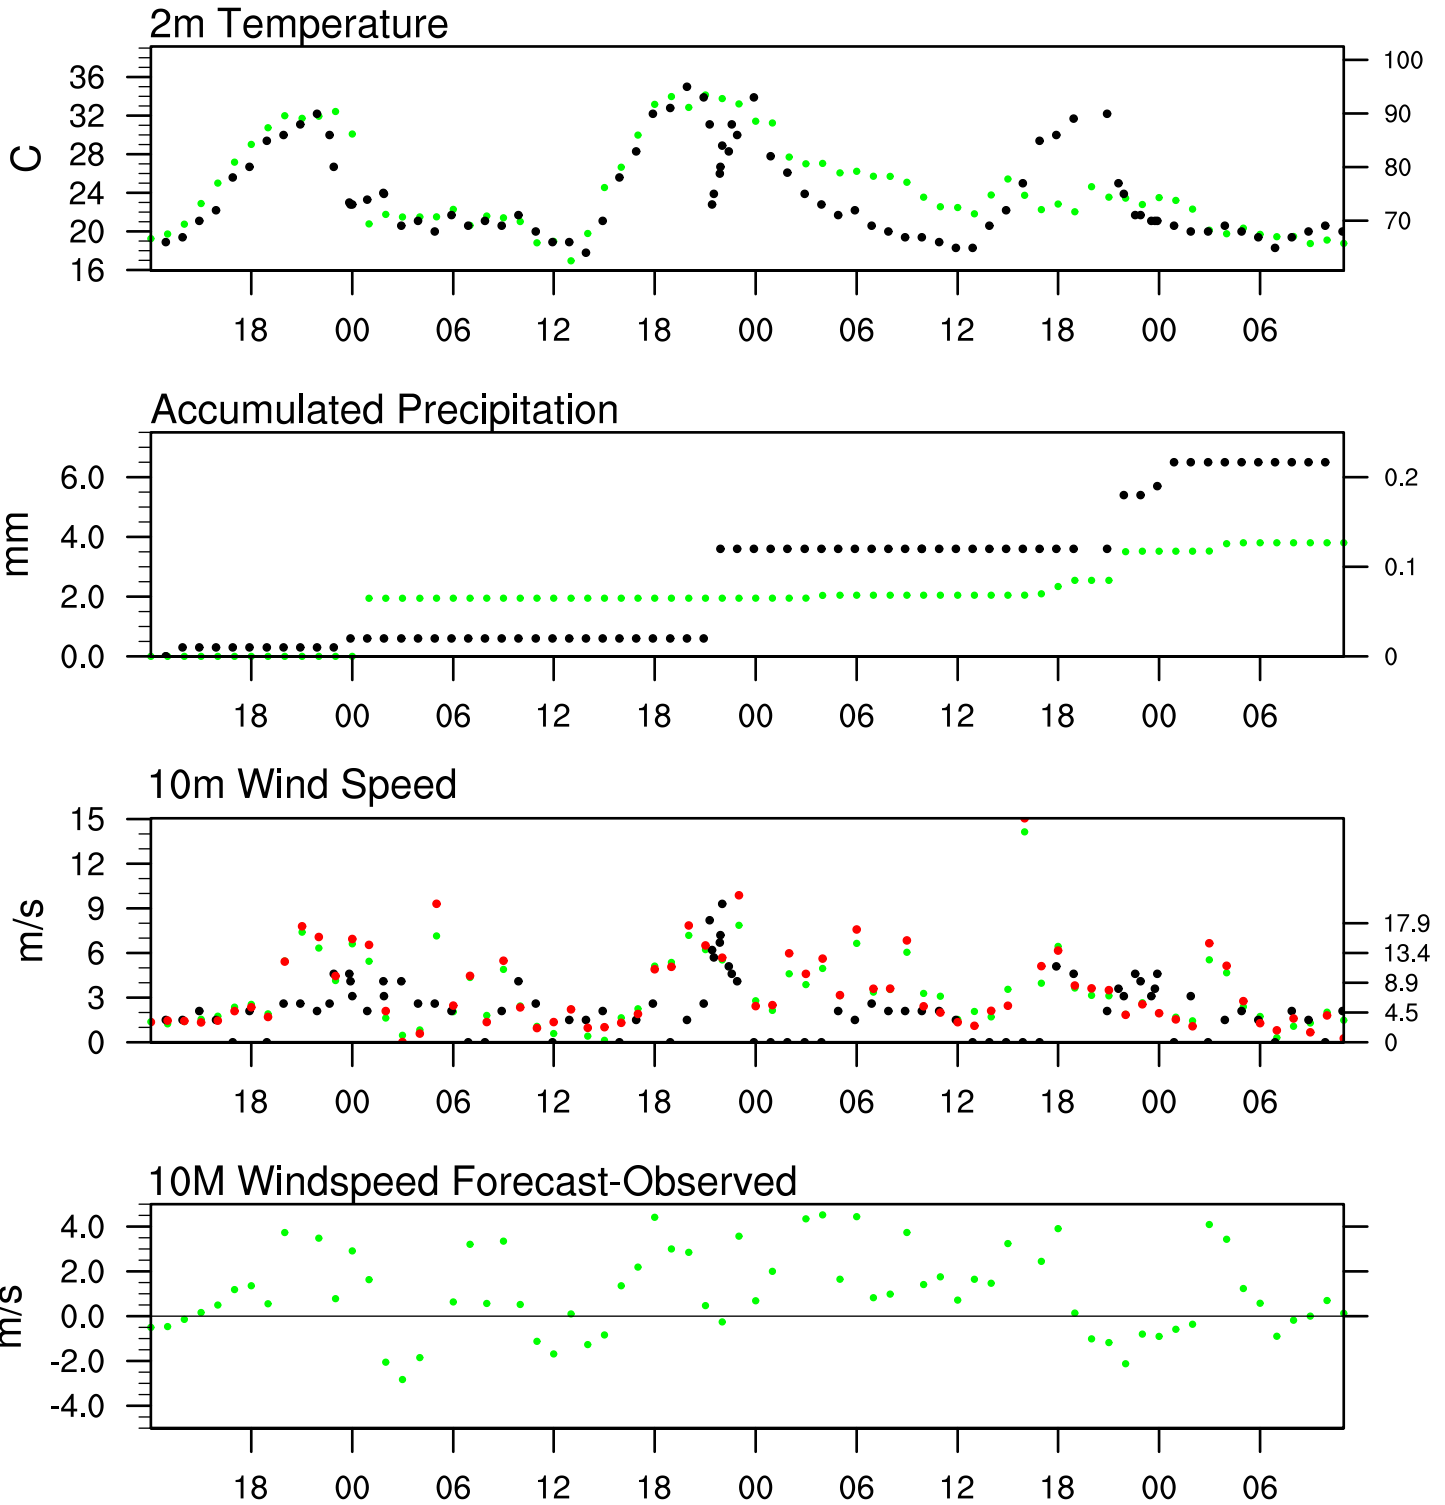 2m Temperature
36
32
28
24
20
16
C
100
90
80
70
18 00 06 12 18 00 06 12 18 00 06
Accumulated Precipitation
6.0
4.0
2.0
0.0
mm
0.2
0.1
0
18 00 06 12 18 00 06 12 18 00 06
10m Wind Speed
15
12
9
6
3
0
m/s
17.9
13.4
8.9
4.5
0
18 00 06 12 18 00 06 12 18 00 06
10M Windspeed Forecast-Observed
4.0
2.0
0.0
-2.0
-4.0
m/s
18 00 06 12 18 00 06 12 18 00 06